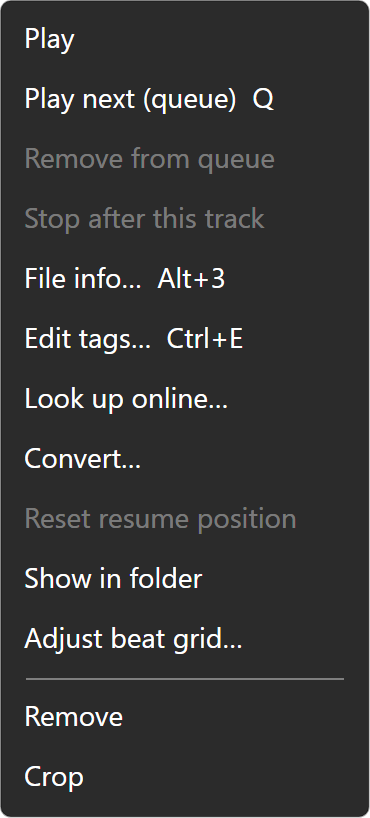 Play
Play next (queue)  Q
Remove from queue
Stop after this track
File info...  Alt+3
Edit tags...  Ctrl+E
Look up online...
Convert...
Reset resume position
Show in folder
Adjust beat grid...
Remove
Crop